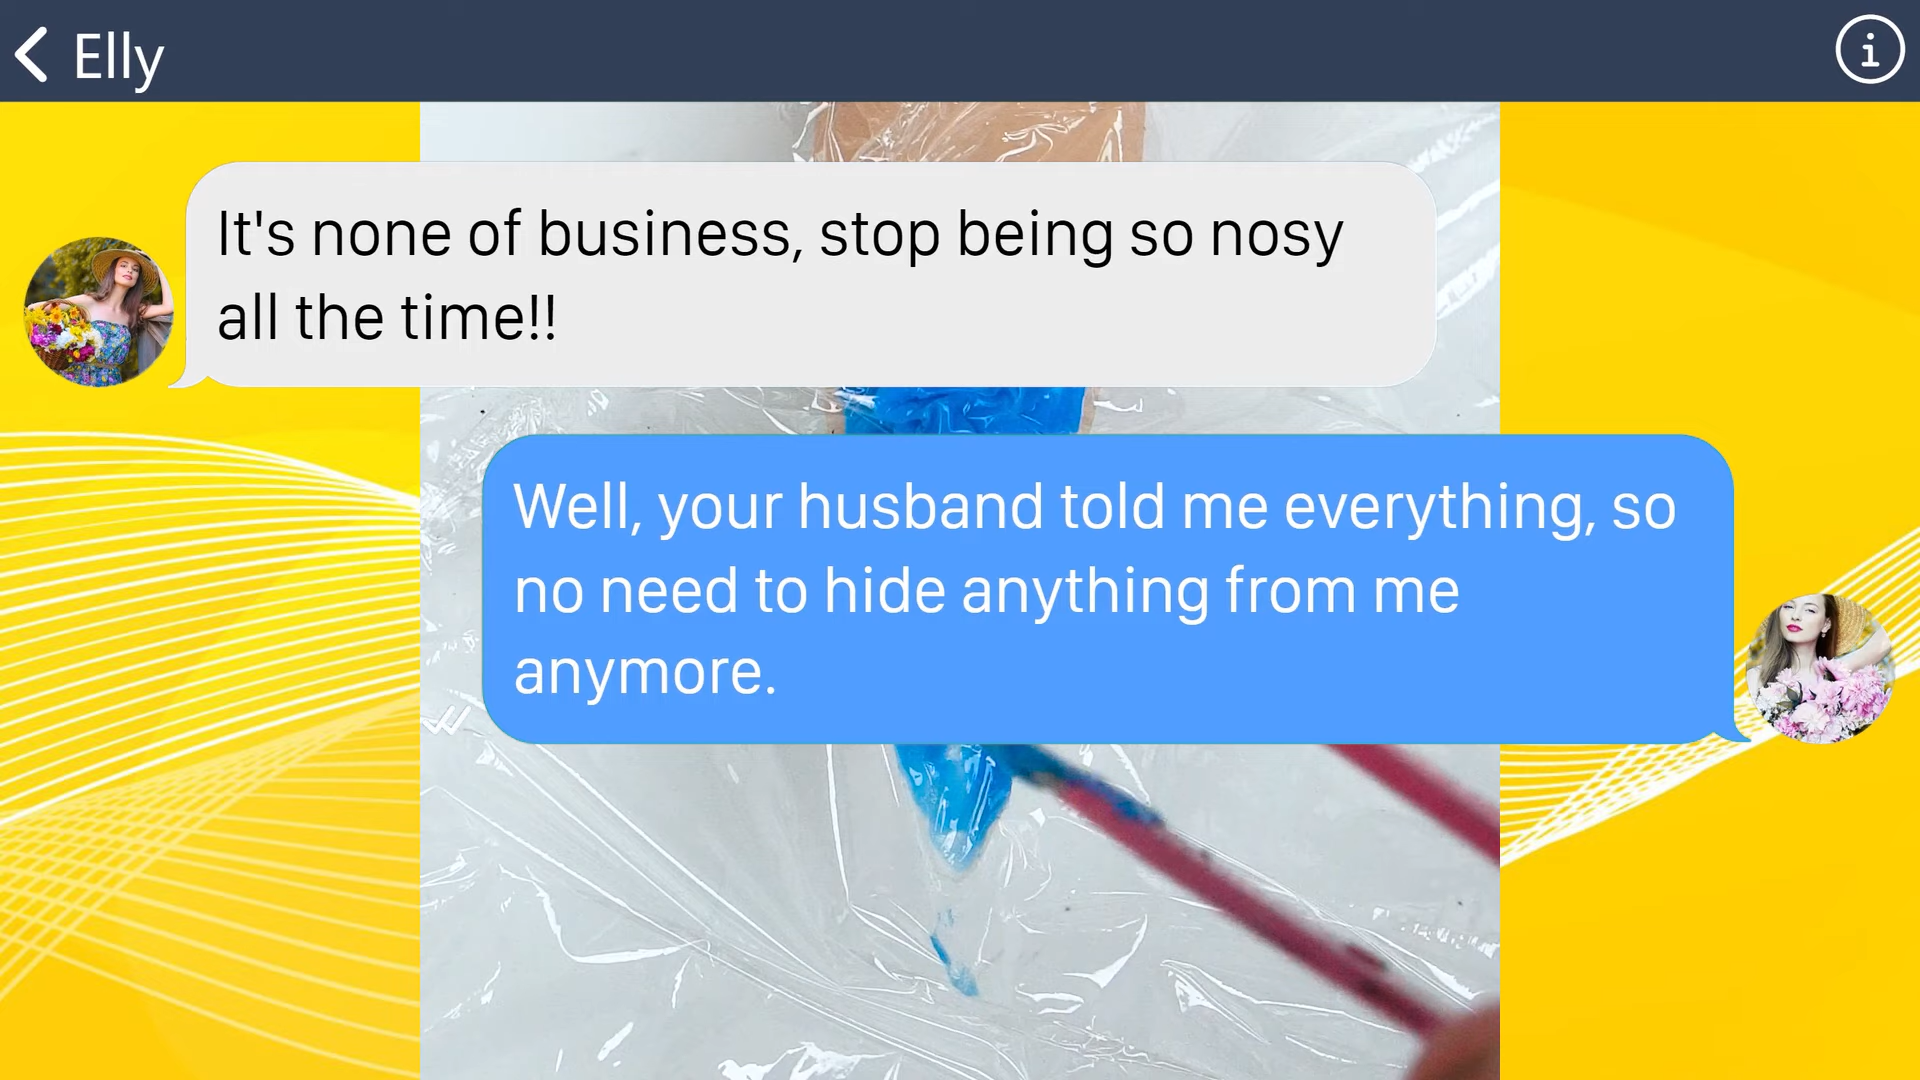 Elly
It's none of business, stop being so nosy
all the time!!
Well, your husband told me everything, so
no need to hide anything from me
anymore.